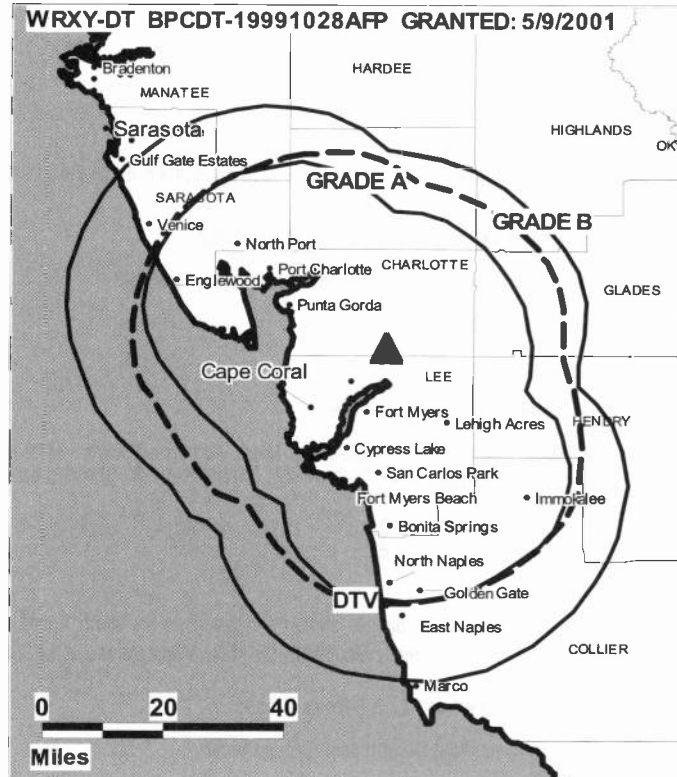 WRXY-DT BPCDT-19991028AFP GRANTED: 5/9/2001
Bradenton
HARDEE
MANATEE
Sarasota
HIGHLANDS
OK
Gulf Gate Estates
GRADE A
SARASOTA
GRADE B
Venice
North Port
CHARLOTTE
Port Charlotte
Englewood
GLADES
Punta Gorda
Cape Coral
LEE
Fort Myers
Lehigh Acres
HENDRY
Cypress Lake
San Carlos Park
Fort Myers Beach
Immokalee
Bonita Springs
North Naples
DTV
Golden Gate
East Naples
COLLIER
Marco
0 20 40
Miles